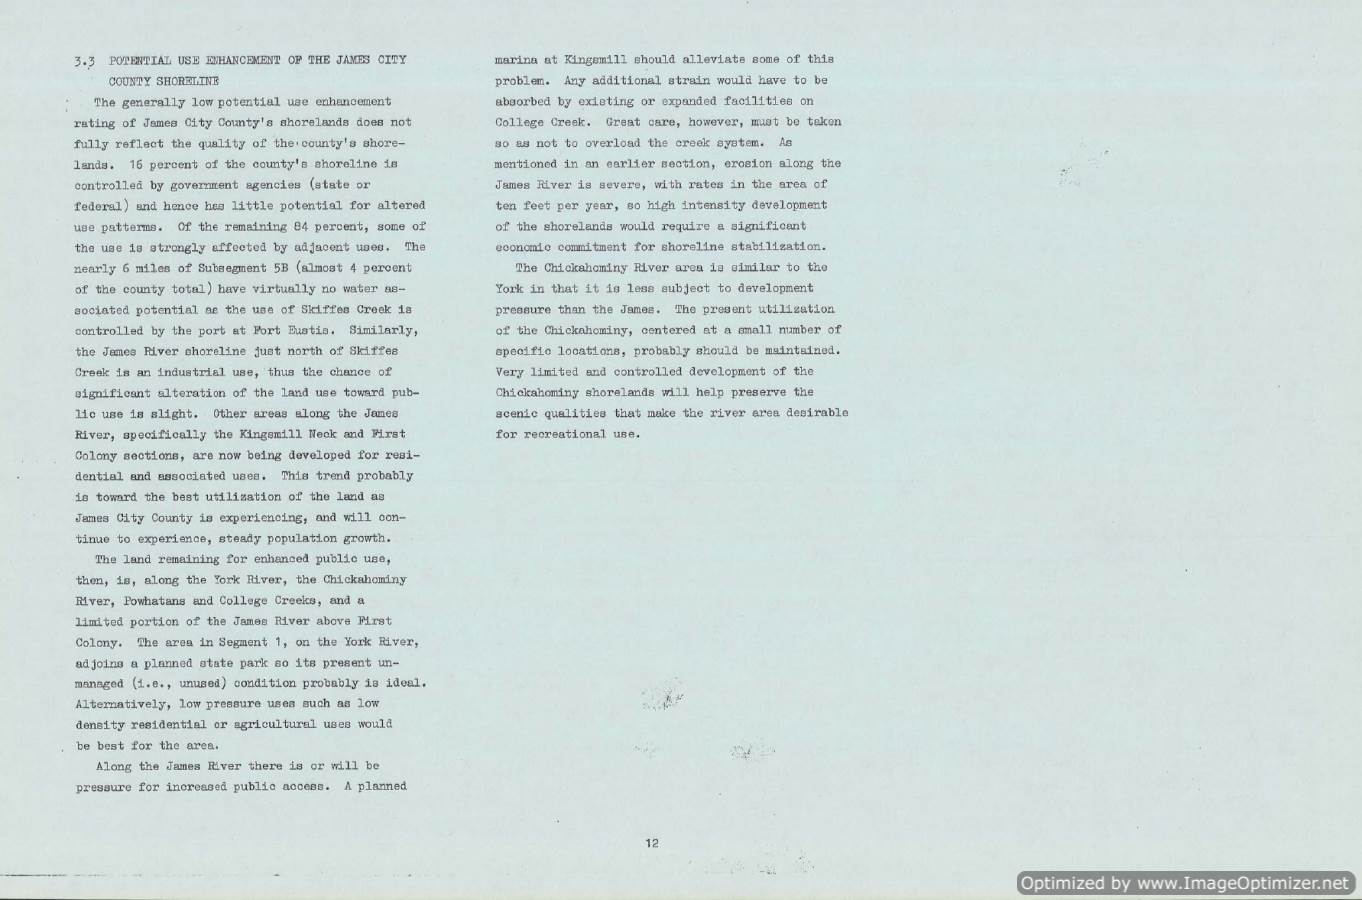 3.3 POTENTIAL USE ENHANCEMENT OF THE JAMES CITY
COUNTY SHORELINE
The generally low potential use enhancement
rating of James City County's shorelands does not
fully reflect the quality of the county's shore-
lands. 16 percent of the county's shoreline is
controlled by government agencies (state or
federal) and hence has little potential for altered
use patterns. Of the remaining 84 percent, some of
the use is strongly affected by adjacent uses. The
nearly 6 miles of Subsegment 5B (almost 4 percent
of the county total) have virtually no water as-
sociated potential as the use of Skiffes Creek is
controlled by the port at Fort Eustis. Similarly,
the James River shoreline just north of Skiffes
Creek is an industrial use, thus the chance of
significant alteration of the land use toward pub-
lic use is slight. Other areas along the James
River, specifically the Kingsmill Neck and First
Colony sections, are now being developed for resi-
dential and associated uses. This trend probably
is toward the best utilization of the land as
James City County is experiencing, and will con-
tinue to experience, steady population growth.
The land remaining for enhanced public use,
then, is, along the York River, the Chickahominy
River, Powhatans and College Creeks, and a
limited portion of the James River above First
Colony. The area in Segment 1, on the York River,
adjoins a planned state park so its present un-
managed (i.e., unused) condition probably is ideal.
Alternatively, low pressure uses such as low
density residential or agricultural uses would
be best for the area.
Along the James River there is or will be
pressure for increased public access. A planned
marina at Kingsmill should alleviate some of this
problem. Any additional strain would have to be
absorbed by existing or expanded facilities on
College Creek. Great care, however, must be taken
so as not to overload the creek system. As
mentioned in an earlier section, erosion along the
James River is severe, with rates in the area of
ten feet per year, so high intensity development
of the shorelands would require a significant
economic commitment for shoreline stabilization.
The Chickahominy River area is similar to the
York in that it is less subject to development
pressure than the James. The present utilization
of the Chickahominy, centered at a small number of
specific locations, probably should be maintained.
Very limited and controlled development of the
Chickahominy shorelands will help preserve the
scenic qualities that make the river area desirable
for recreational use.
12
Optimized by www.ImageOptimizer.net